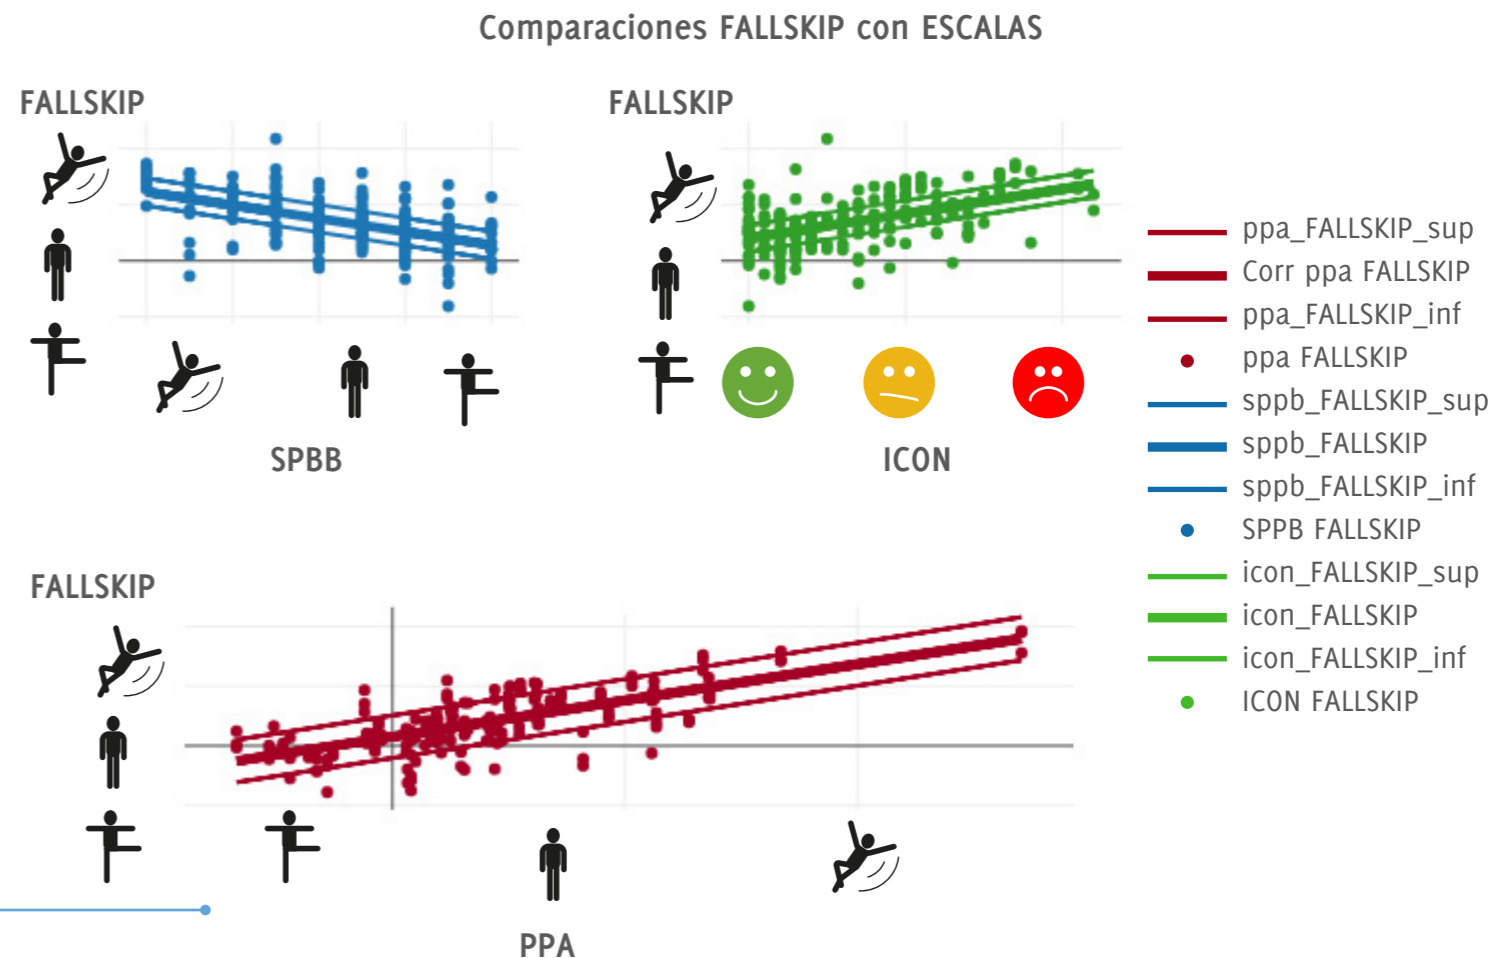 Comparaciones FALLSKIP con ESCALAS
FALLSKIP
SPBB
FALLSKIP
ICON
FALLSKIP
PPA
ppa_FALLSKIP_sup
Corr ppa FALLSKIP
ppa_FALLSKIP_inf
ppa FALLSKIP
sppb_FALLSKIP_sup
sppb_FALLSKIP
sppb_FALLSKIP_inf
SPPB FALLSKIP
icon_FALLSKIP_sup
icon_FALLSKIP
icon_FALLSKIP_inf
ICON FALLSKIP